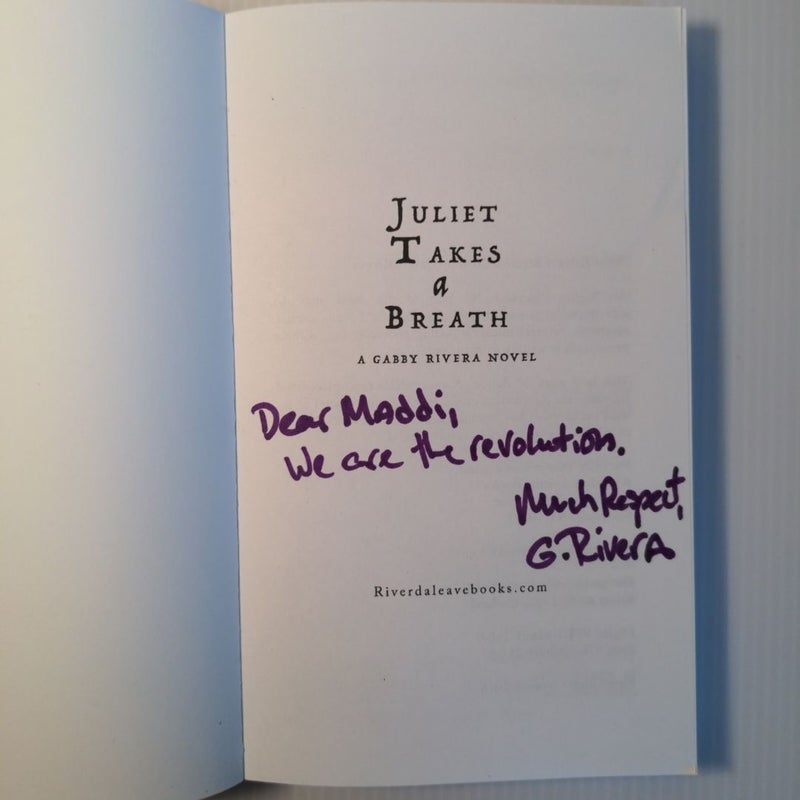 JULIET
TAKES
a
BREATH
A GABBY RIVERA NOVEL
Dear Maddi,
We are the revolution.
Much Respect,
G. Rivera
Riverdaleavebooks.com